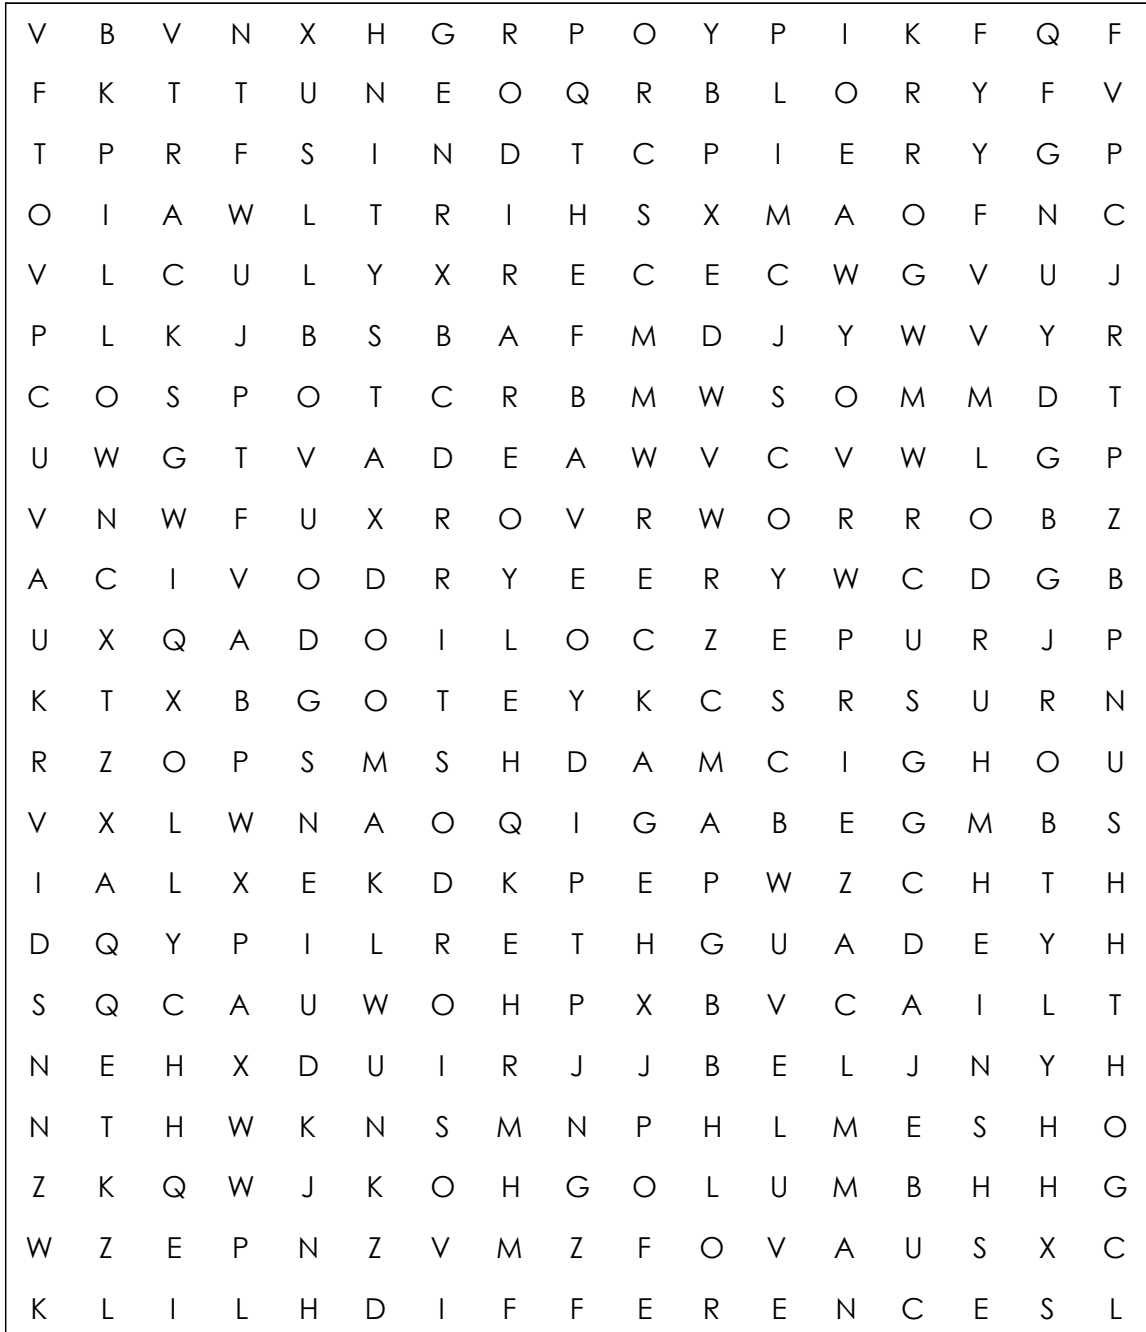 V B V N X H G R P O Y P I K F Q F
F K T T U N E O Q R B L O R Y F V
T P R F S I N D T C P I E R Y G P
O I A W L T R I H S X M A O F N C
V L C U L Y X R E C E C W G V U J
P L K J B S B A F M D J Y W V Y R
C O S P O T C R B M W S O M M D T
U W G T V A D E A W V C V W L G P
V N W F U X R O V R W O R R O B Z
A C I V O D R Y E E R Y W C D G B
U X Q A D O I L O C Z E P U R J P
K T X B G O T E Y K C S R S U R N
R Z O P S M S H D A M C I G H O U
V X L W N A O Q I G A B E G M B S
I A L X E K D K P E P W Z C H T H
D Q Y P I L R E T H G U A D E Y H
S Q C A U W O H P X B V C A I L T
N E H X D U I R J J B E L J N Y H
N T H W K N S M N P H L M E S H O
Z K Q W J K O H G O L U M B H H G
W Z E P N Z V M Z F O V A U S X C
K L I L H D I F F E R E N C E S L